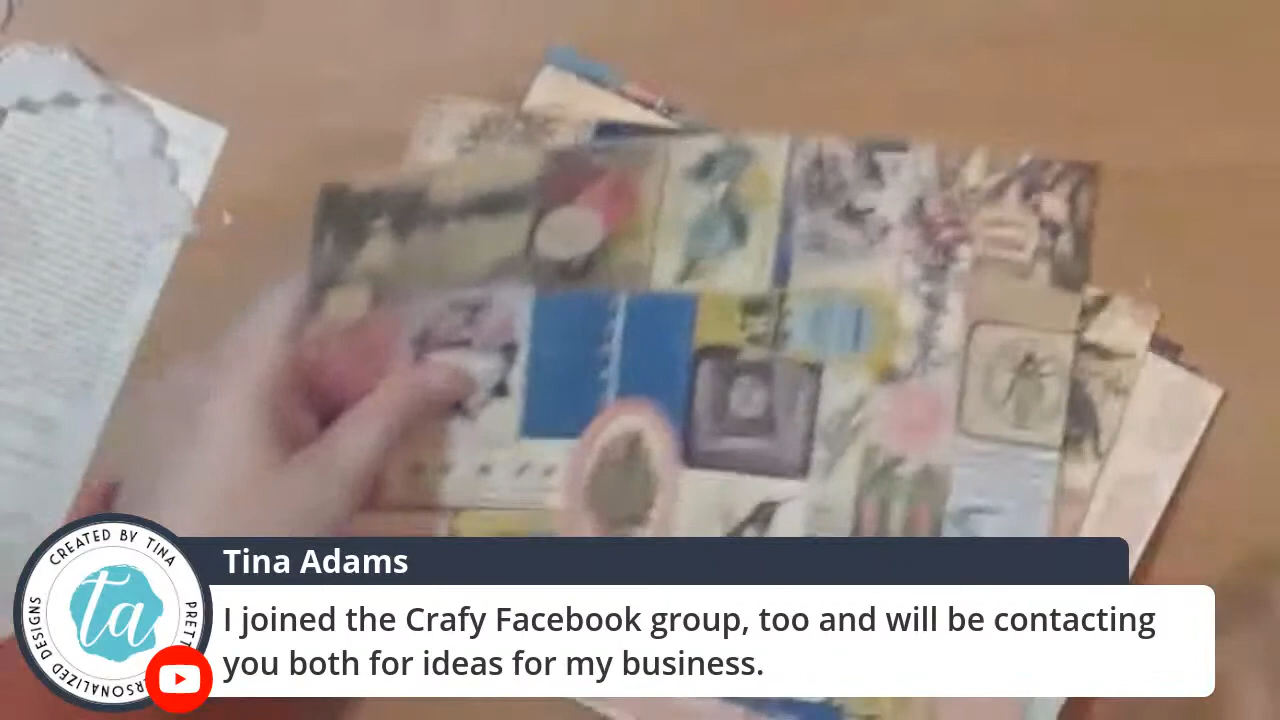 Tina Adams
I joined the Crafy Facebook group, too and will be contacting
you both for ideas for my business.
CREATED BY TINA
ta
DESIGNS